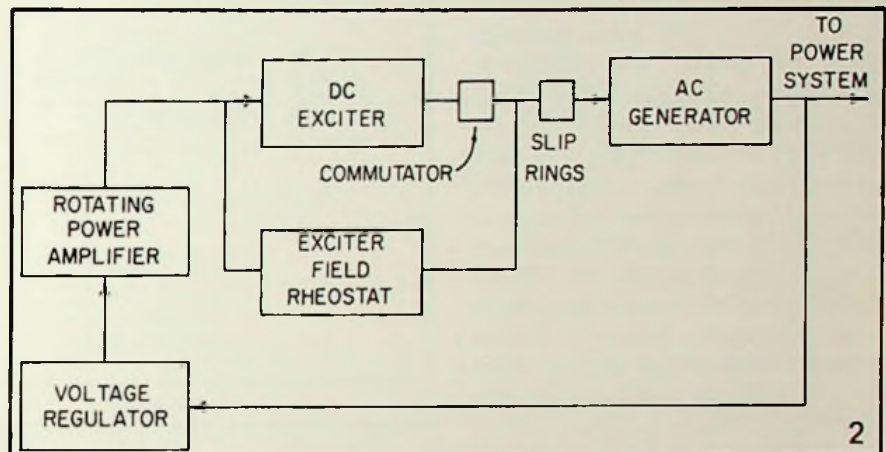 TO
POWER
SYSTEM
DC
EXCITER
AC
GENERATOR
COMMUTATOR
SLIP
RINGS
ROTATING
POWER
AMPLIFIER
EXCITER
FIELD
RHEOSTAT
VOLTAGE
REGULATOR
2